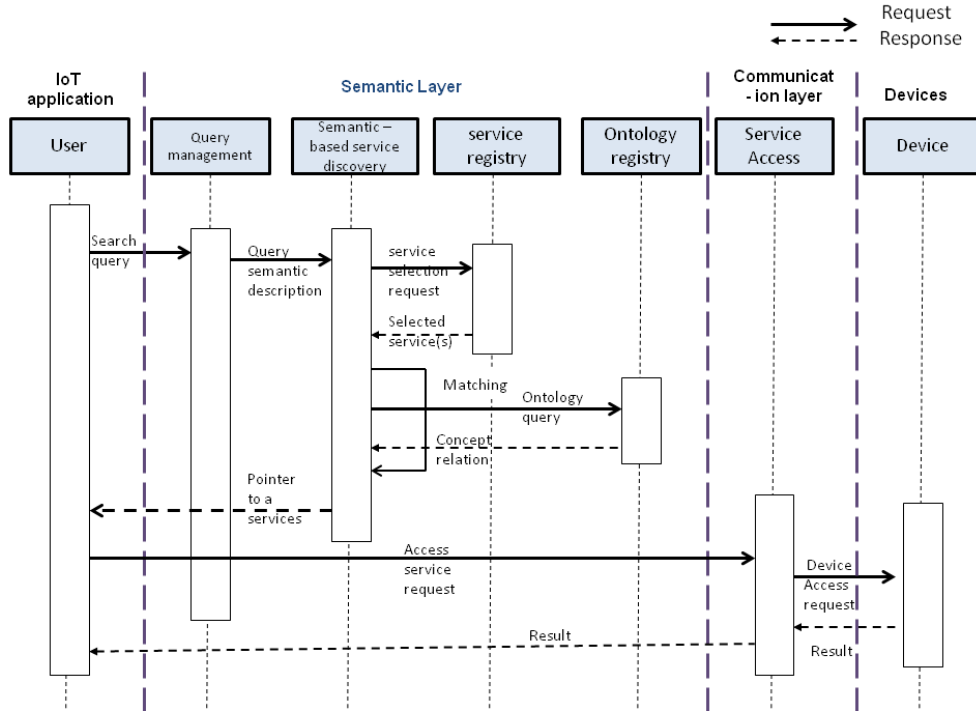 Request
Response
IoT
application
Semantic Layer
Communicat
- ion layer
Devices
User
Query
management
Semantic –
based service
discovery
service
registry
Ontology
registry
Service
Access
Device
Search
query
Query
semantic
description
service
selection
request
Selected
service(s)
Matching
Ontology
query
Concept
relation
Pointer
to a
services
Access
service
request
Device
Access
request
Result
Result